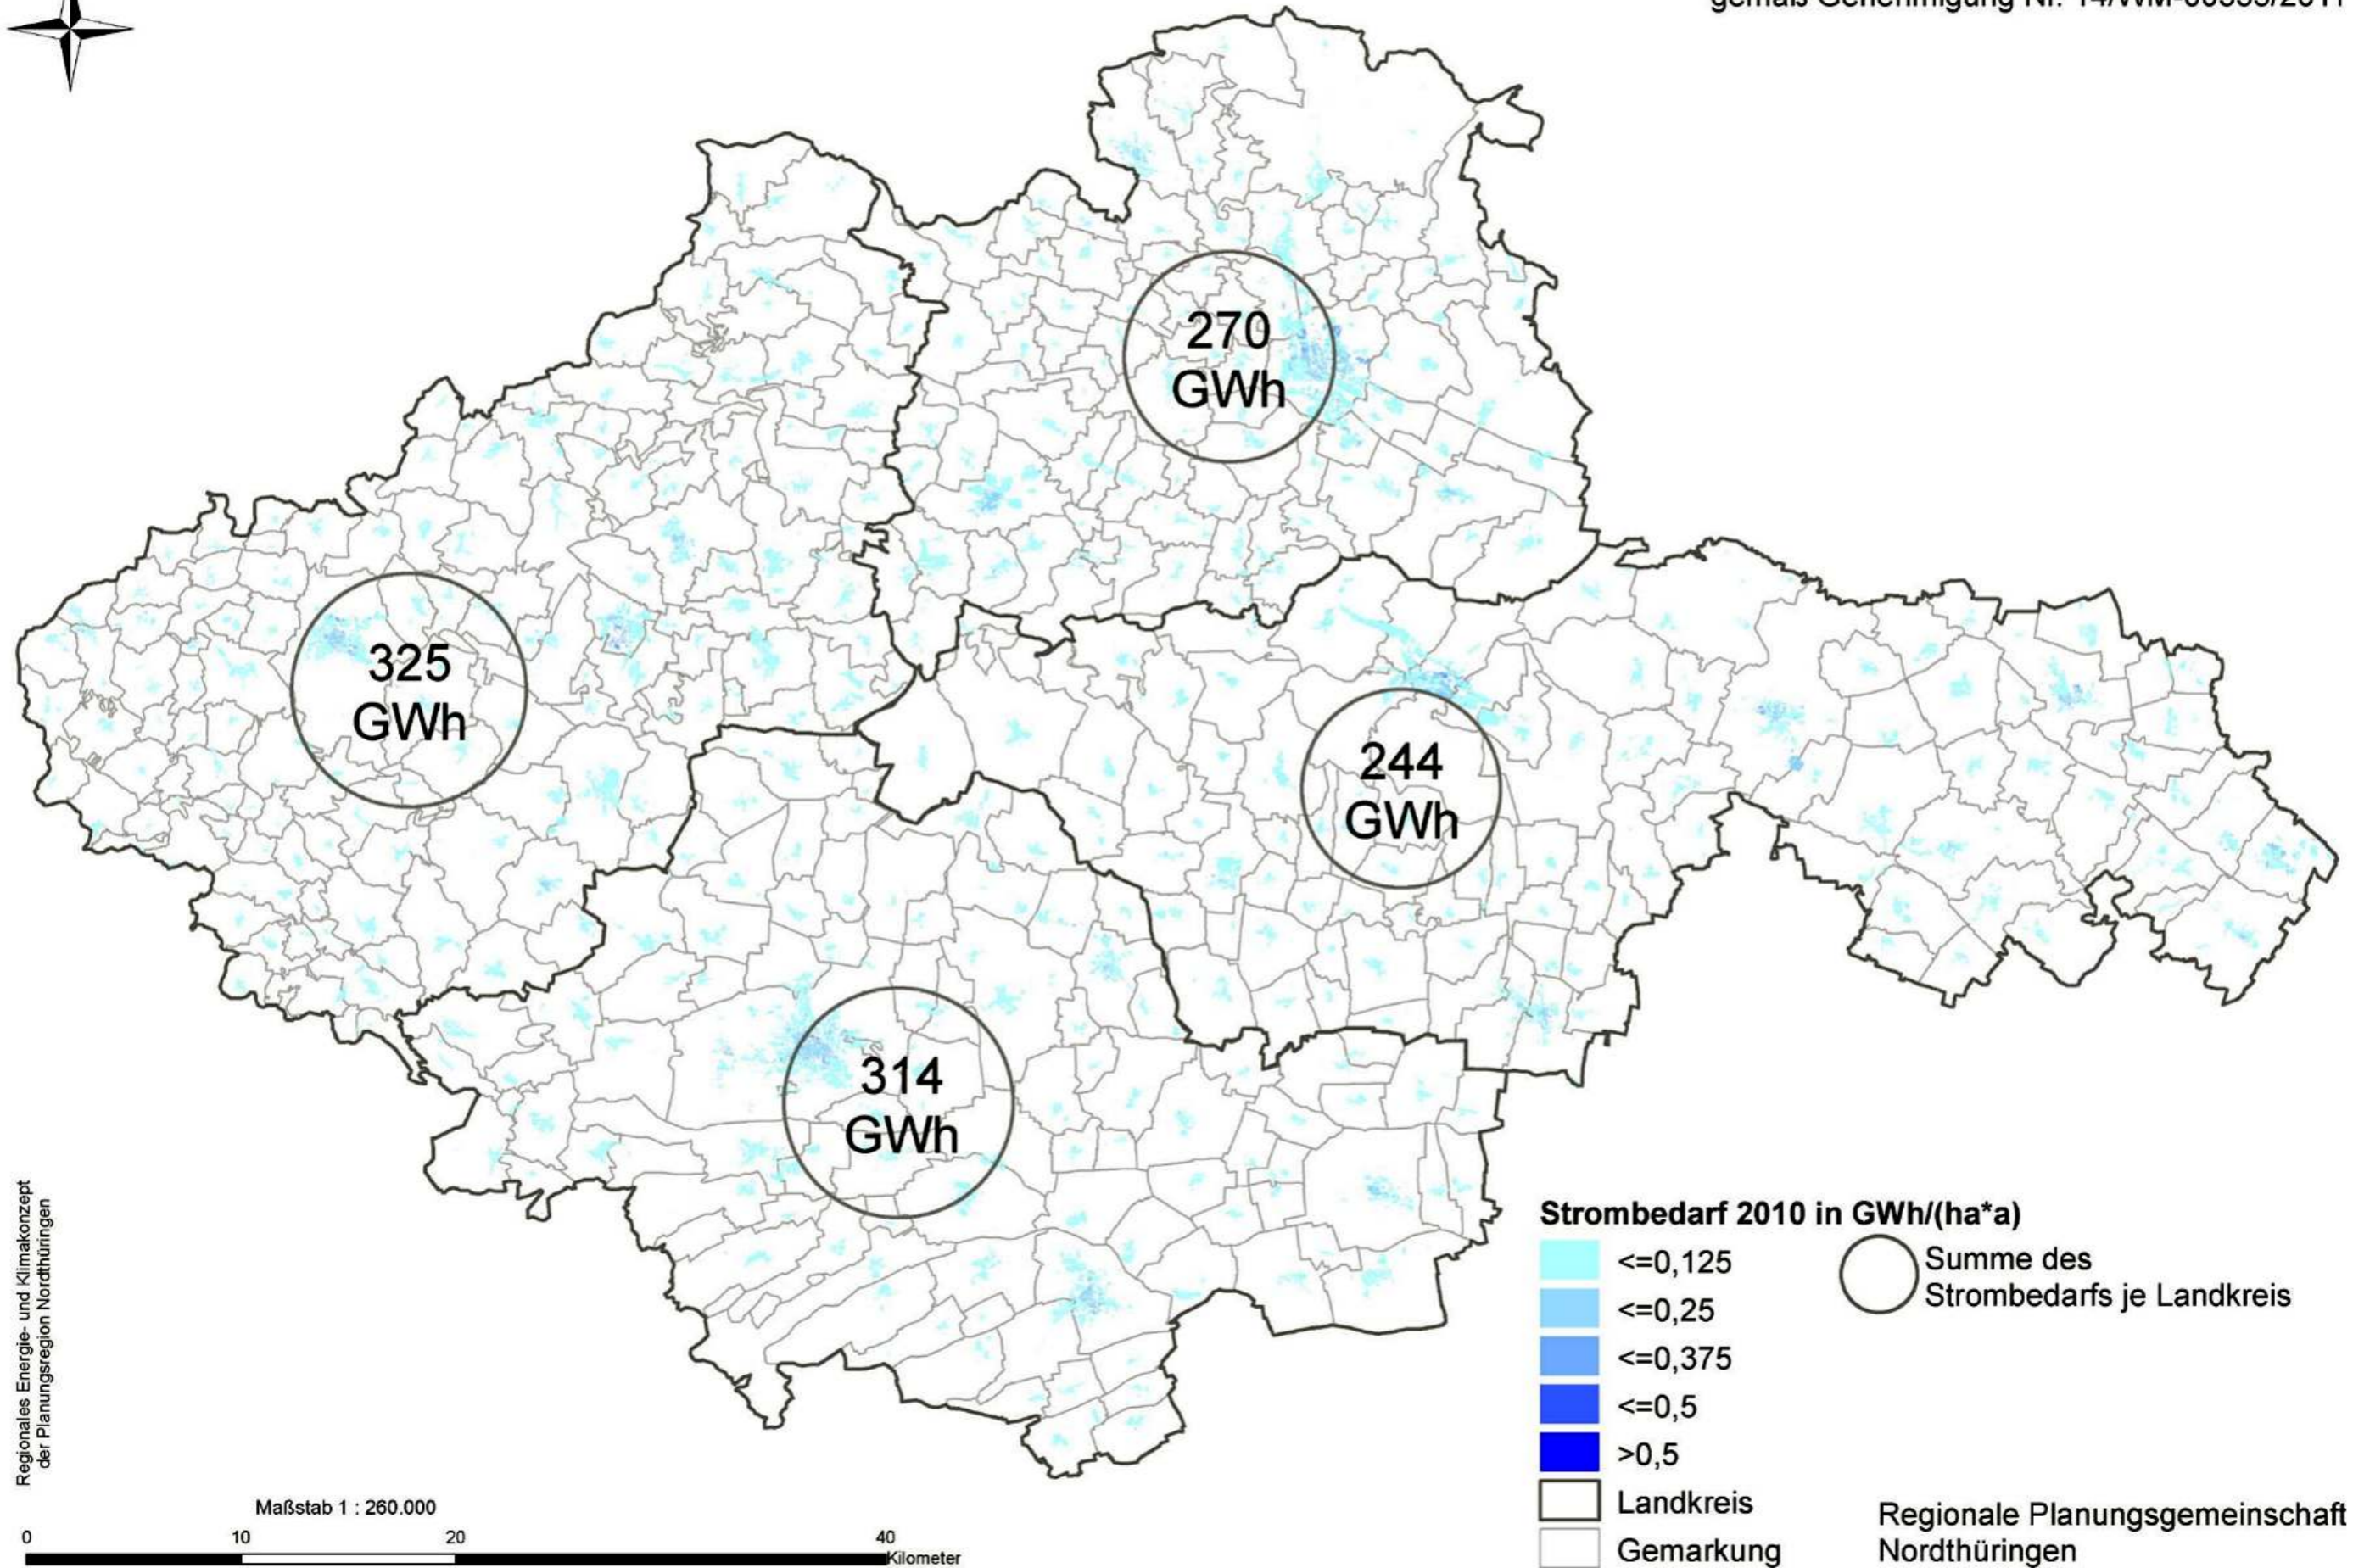 270
GWh
325
GWh
244
GWh
314
GWh
Regionales Energie- und Klimakonzept
der Planungsregion Nordthüringen
Maßstab 1 : 260.000
0 10 20 40
Kilometer
Strombedarf 2010 in GWh/(ha*a)
<=0,125
<=0,25
<=0,375
<=0,5
>0,5
Landkreis
Gemarkung
Summe des
Strombedarfs je Landkreis
Regionale Planungsgemeinschaft
Nordthüringen